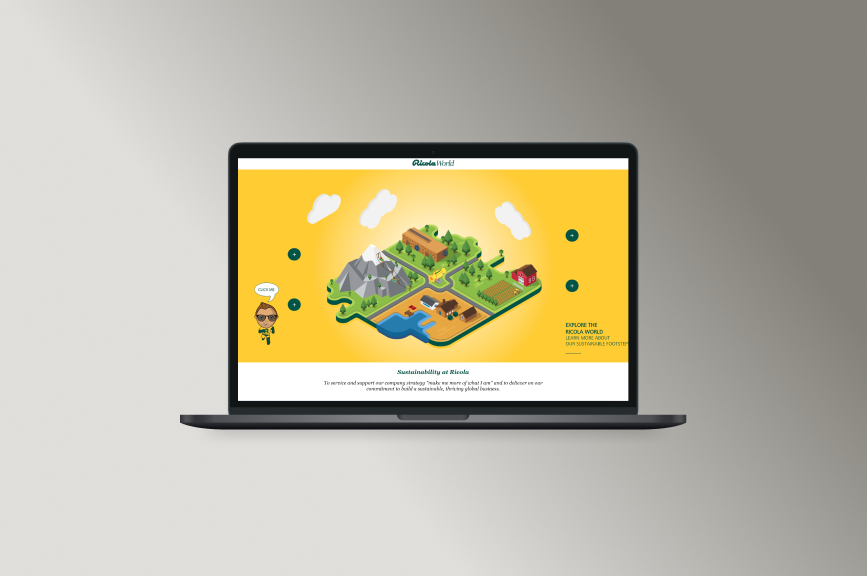 Ricola World
CLICK ME
EXPLORE THE
RICOLA WORLD
LEARN MORE ABOUT
OUR SUSTAINABLE FOOTSTEP
Sustainability at Ricola
To service and support our company strategy "make me more of what I am" and to deliver on our
commitment to build a sustainable, thriving global business.